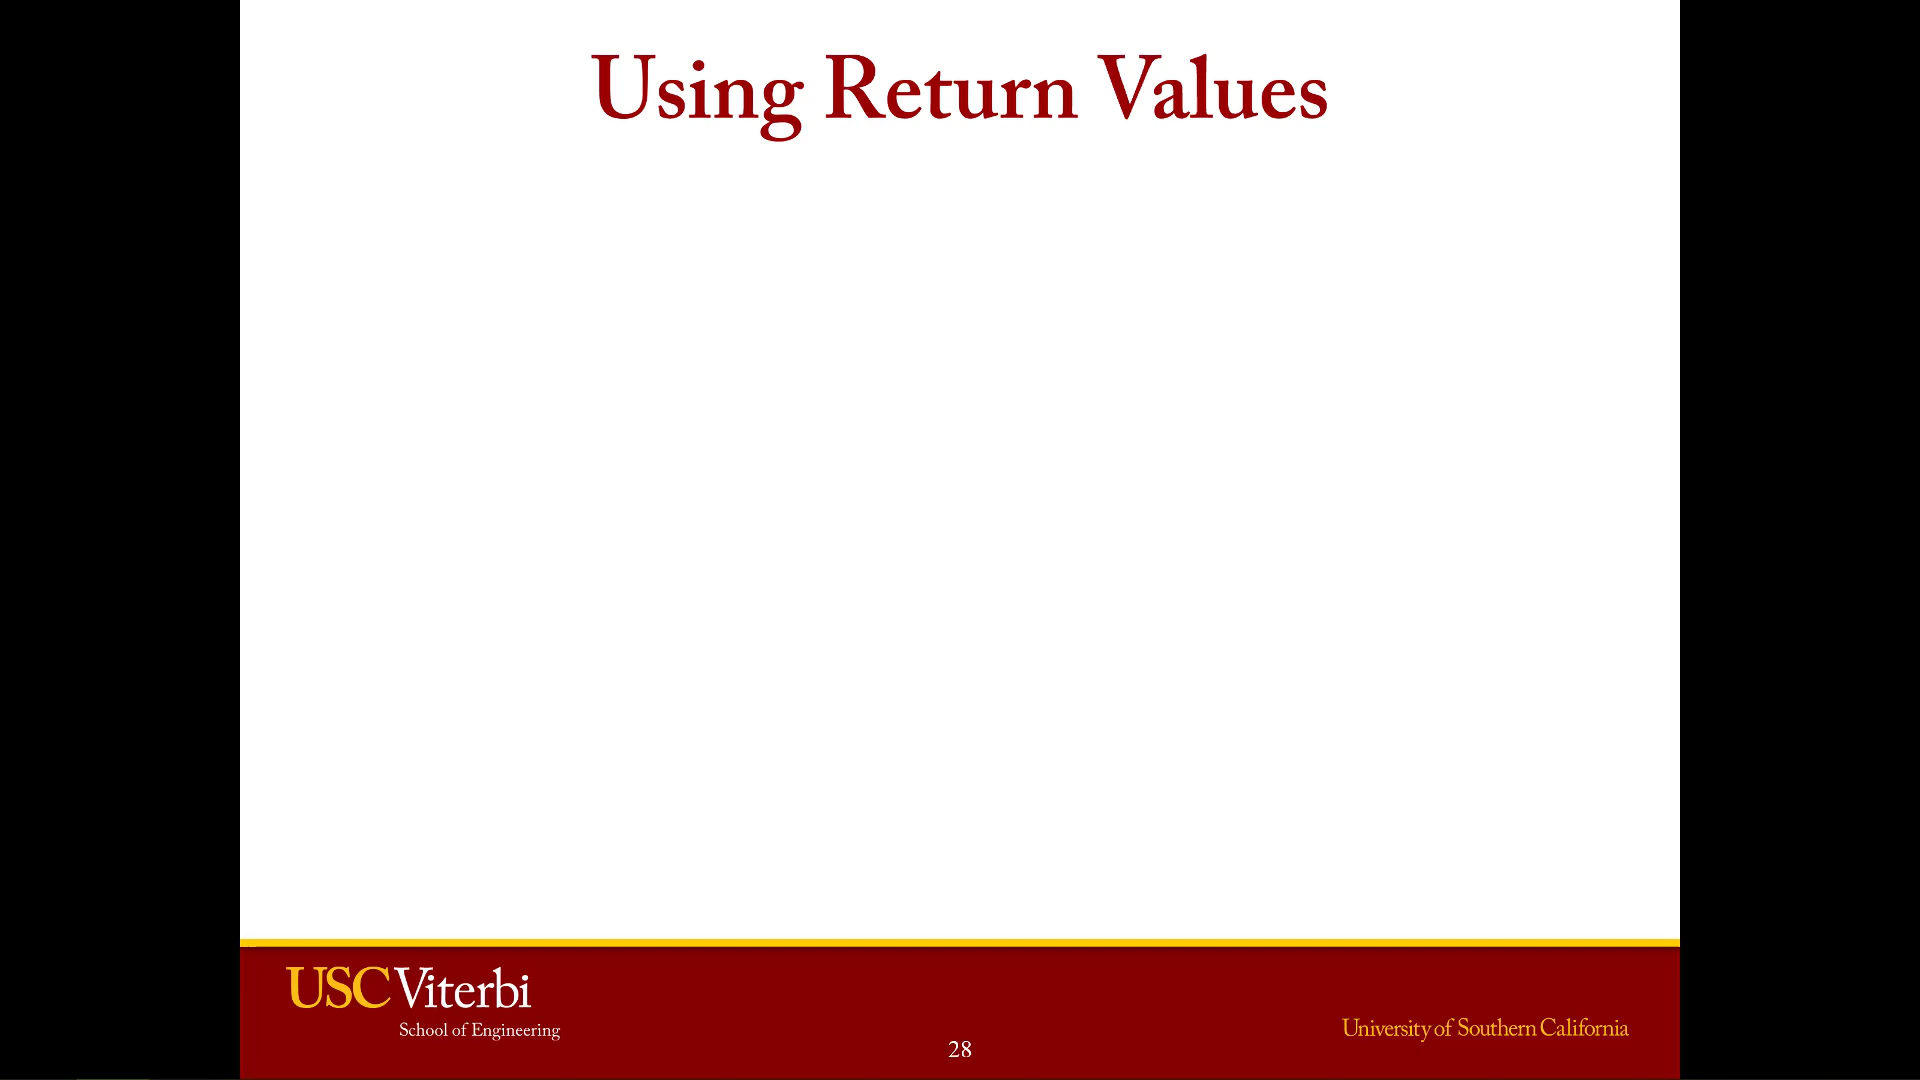 Using Return Values
USC Viterbi
School of Engineering
University of Southern California
28